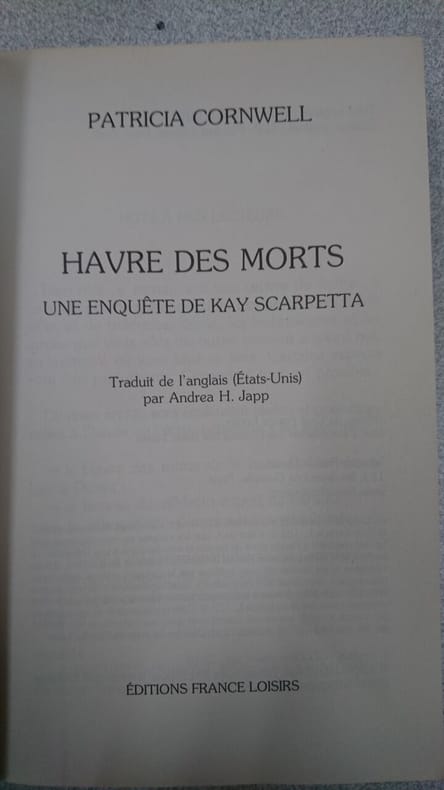 PATRICIA CORNWELL
HAVRE DES MORTS
UNE ENQUÊTE DE KAY SCARPETTA
Traduit de l'anglais (États-Unis)
par Andrea H. Japp
ÉDITIONS FRANCE LOISIRS